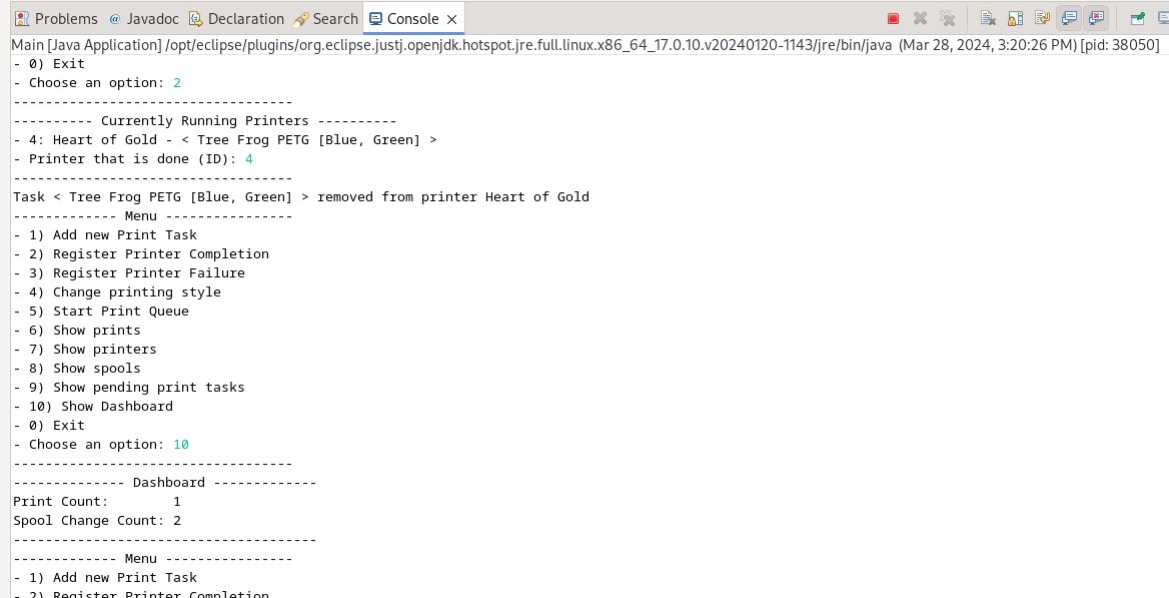 Problems @ Javadoc Declaration Search Console
Main [Java Application] /opt/eclipse/plugins/org.eclipse.justj.openjdk.hotspot.jre.full.linux.x86_64_17.0.10.v20240120-1143/jre/bin/java (Mar 28, 2024, 3:20:26 PM) [pid: 38050]
- 0) Exit
- Choose an option: 2
-----------------------------------
---------- Currently Running Printers ----------
- 4: Heart of Gold - < Tree Frog PETG [Blue, Green] >
- Printer that is done (ID): 4
-----------------------------------
Task < Tree Frog PETG [Blue, Green] > removed from printer Heart of Gold
------------- Menu ----------------
- 1) Add new Print Task
- 2) Register Printer Completion
- 3) Register Printer Failure
- 4) Change printing style
- 5) Start Print Queue
- 6) Show prints
- 7) Show printers
- 8) Show spools
- 9) Show pending print tasks
- 10) Show Dashboard
- 0) Exit
- Choose an option: 10
-----------------------------------
-------------- Dashboard -------------
Print Count:        1
Spool Change Count: 2
--------------------------------------
------------- Menu ----------------
- 1) Add new Print Task
- 2) Register Printer Completion